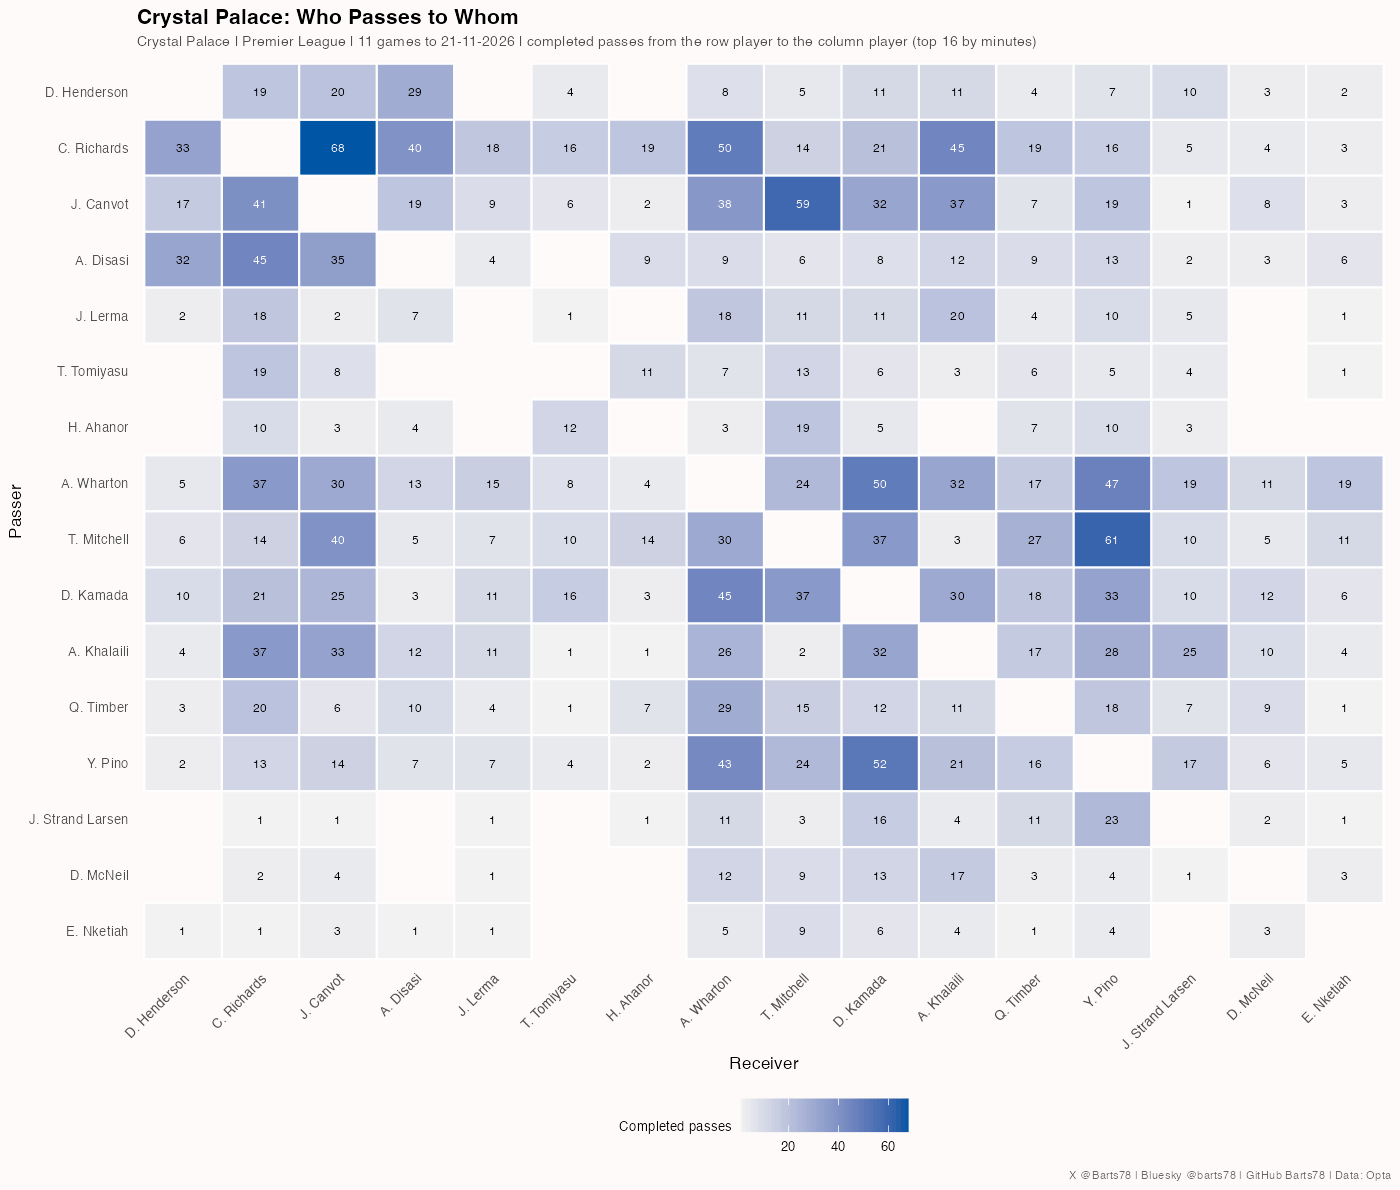 Crystal Palace: Who Passes to Whom
Crystal Palace | Premier League | 11 games to 21-11-2026 | completed passes from the row player to the column player (top 16 by minutes)
Passer
D. Henderson 19 20 29 4 8 5 11 11 4 7 10 3 2
C. Richards 33 68 40 18 16 19 50 14 21 45 19 16 5 4 3
J. Canvot 17 41 19 9 6 2 38 59 32 37 7 19 1 8 3
A. Disasi 32 45 35 4 9 9 6 8 12 9 13 2 3 6
J. Lerma 2 18 2 7 1 18 11 11 20 4 10 5 1
T. Tomiyasu 19 8 11 7 13 6 3 6 5 4 1
H. Ahanor 10 3 4 12 3 19 5 7 10 3
A. Wharton 5 37 30 13 15 8 4 24 50 32 17 47 19 11 19
T. Mitchell 6 14 40 5 7 10 14 30 37 3 27 61 10 5 11
D. Kamada 10 21 25 3 11 16 3 45 37 30 18 33 10 12 6
A. Khalaili 4 37 33 12 11 1 1 26 2 32 17 28 25 10 4
Q. Timber 3 20 6 10 4 1 7 29 15 12 11 18 7 9 1
Y. Pino 2 13 14 7 7 4 2 43 24 52 21 16 17 6 5
J. Strand Larsen 1 1 1 1 11 3 16 4 11 23 2 1
D. McNeil 2 4 1 12 9 13 17 3 4 1 3
E. Nketiah 1 1 3 1 1 5 9 6 4 1 4 3
D. Henderson C. Richards J. Canvot A. Disasi J. Lerma T. Tomiyasu H. Ahanor A. Wharton T. Mitchell D. Kamada A. Khalaili Q. Timber Y. Pino J. Strand Larsen D. McNeil E. Nketiah
Receiver
Completed passes
20 40 60
X @Barts78 | Bluesky @barts78 | GitHub Barts78 | Data: Opta